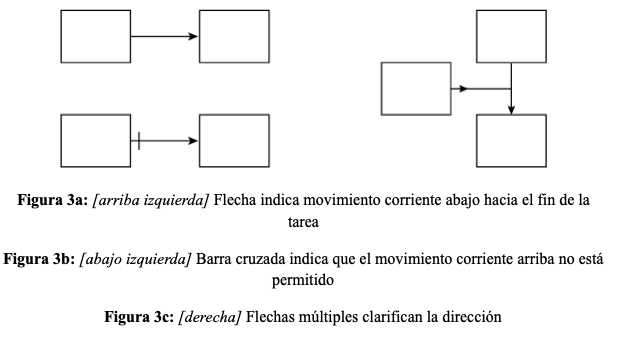 Figura 3a: [arriba izquierda] Flecha indica movimiento corriente abajo hacia el fin de la
tarea
Figura 3b: [abajo izquierda] Barra cruzada indica que el movimiento corriente arriba no está
permitido
Figura 3c: [derecha] Flechas múltiples clarifican la dirección